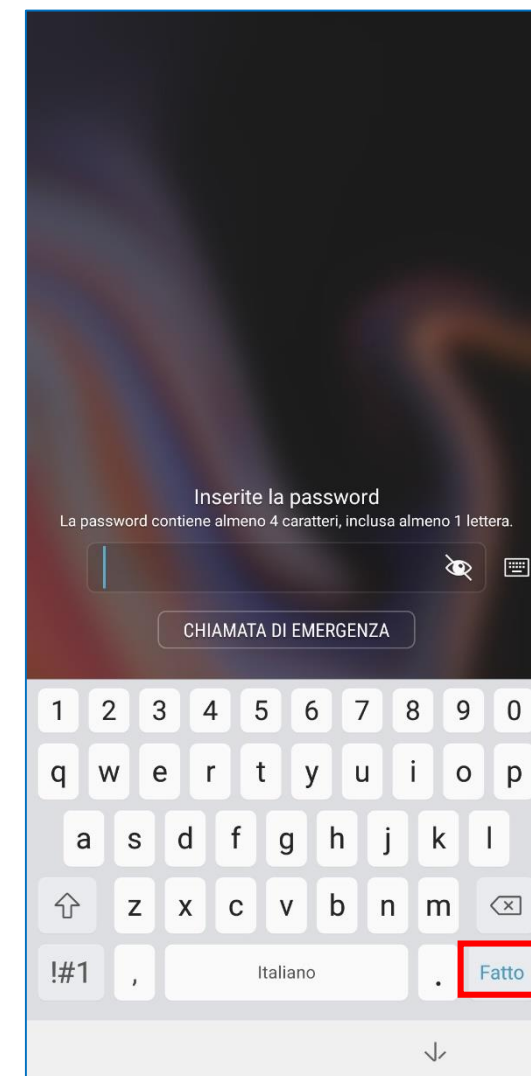 Inserite la password
La password contiene almeno 4 caratteri, inclusa almeno 1 lettera.
CHIAMATA DI EMERGENZA
1 2 3 4 5 6 7 8 9 0
q w e r t y u i o p
a s d f g h j k l
z x c v b n m
!#1 , Italiano . Fatto